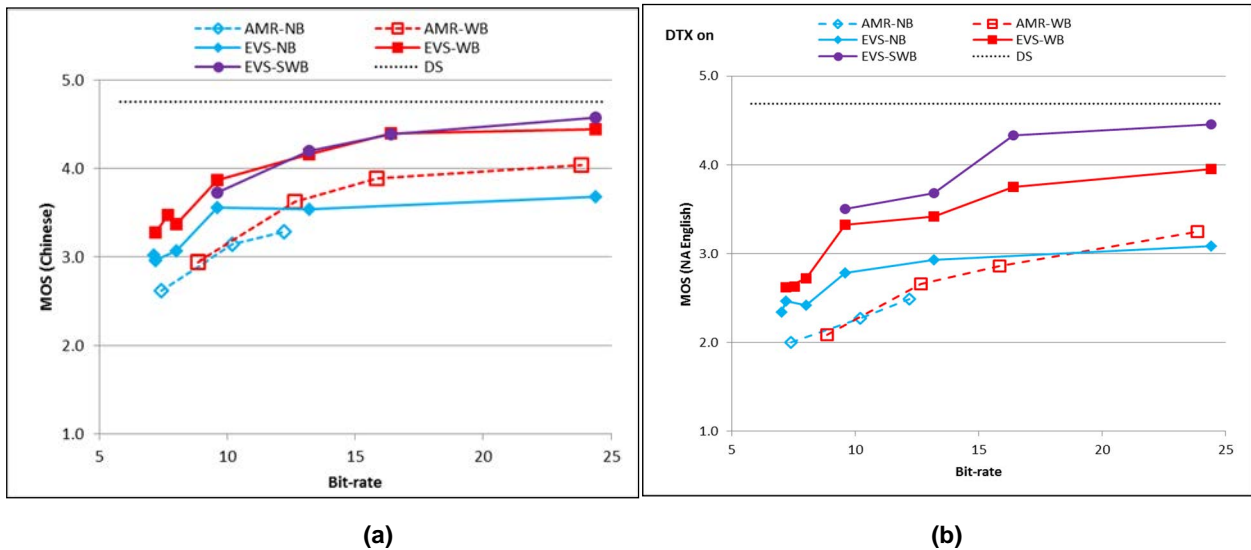 AMR-NB AMR-WB
EVS-NB EVS-WB
EVS-SWB DS
5.0
4.0
3.0
2.0
1.0
MOS (Chinese)
5 10 15 20 25
Bit-rate
(a)
DTX on
AMR-NB AMR-WB
EVS-NB EVS-WB
EVS-SWB DS
5.0
4.0
3.0
2.0
1.0
MOS (NA English)
5 10 15 20 25
Bit-rate
(b)